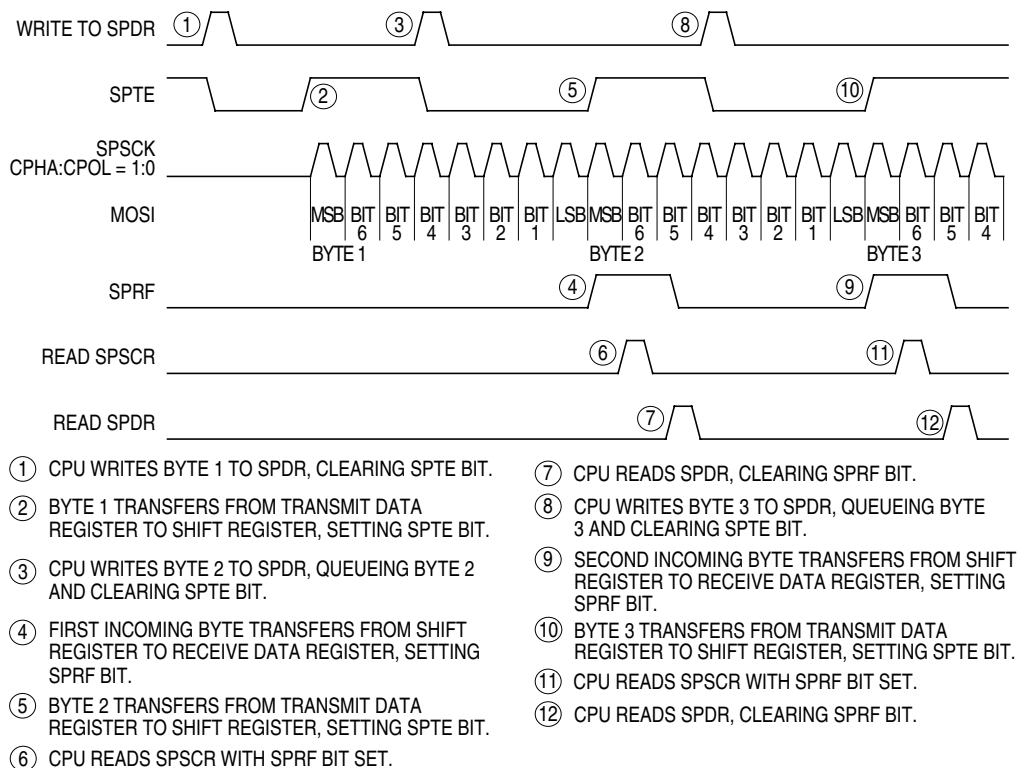 WRITE TO SPDR
1
3
8
SPTE
2
5
10
SPSCK
CPHA:CPOL = 1:0
MOSI
MSB BIT 6 BIT 5 BIT 4 BIT 3 BIT 2 BIT 1 LSB MSB BIT 6 BIT 5 BIT 4 BIT 3 BIT 2 BIT 1 LSB MSB BIT 6 BIT 5 BIT 4
BYTE 1 BYTE 2 BYTE 3
SPRF
4
9
READ SPSCR
6
11
READ SPDR
7
12
1 CPU WRITES BYTE 1 TO SPDR, CLEARING SPTE BIT.
2 BYTE 1 TRANSFERS FROM TRANSMIT DATA
REGISTER TO SHIFT REGISTER, SETTING SPTE BIT.
3 CPU WRITES BYTE 2 TO SPDR, QUEUEING BYTE 2
AND CLEARING SPTE BIT.
4 FIRST INCOMING BYTE TRANSFERS FROM SHIFT
REGISTER TO RECEIVE DATA REGISTER, SETTING
SPRF BIT.
5 BYTE 2 TRANSFERS FROM TRANSMIT DATA
REGISTER TO SHIFT REGISTER, SETTING SPTE BIT.
6 CPU READS SPSCR WITH SPRF BIT SET.
7 CPU READS SPDR, CLEARING SPRF BIT.
8 CPU WRITES BYTE 3 TO SPDR, QUEUEING BYTE
3 AND CLEARING SPTE BIT.
9 SECOND INCOMING BYTE TRANSFERS FROM SHIFT
REGISTER TO RECEIVE DATA REGISTER, SETTING
SPRF BIT.
10 BYTE 3 TRANSFERS FROM TRANSMIT DATA
REGISTER TO SHIFT REGISTER, SETTING SPTE BIT.
11 CPU READS SPSCR WITH SPRF BIT SET.
12 CPU READS SPDR, CLEARING SPRF BIT.